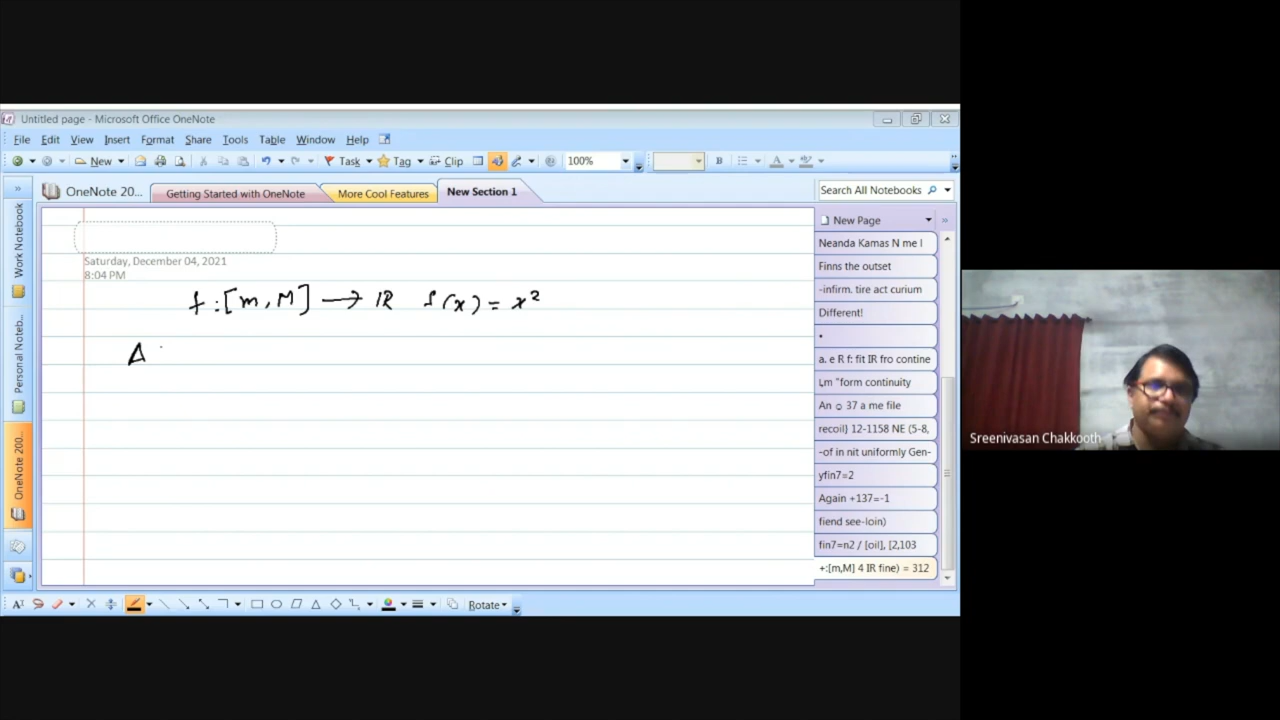 Untitled page - Microsoft Office OneNote
File Edit View Insert Format Share Tools Table Window Help
New Task Tag Clip 100% B A
OneNote 20... Getting Started with OneNote More Cool Features New Section 1 Search All Notebooks
Work Notebook
Personal Noteb...
OneNote 200...
Saturday, December 04, 2021
8:04 PM
f : [m, M] → ℝ f(x) = x²
Δ
New Page
Neanda Kamas N me l
Finns the outset
-infirm. tire act curium
Different!
•
a. e R f: fit IR fro contine
"form continuity
An ☺ 37 a me file
recoil} 12-1158 NE (5-8,
-of in nit uniformly Gen-
yfin7=2
Again +137=-1
fiend see-loin)
fin7=n2 / [oil], [2,103
+:[m,M] 4 IR fine) = 312
Rotate
Sreenivasan Chakkooth